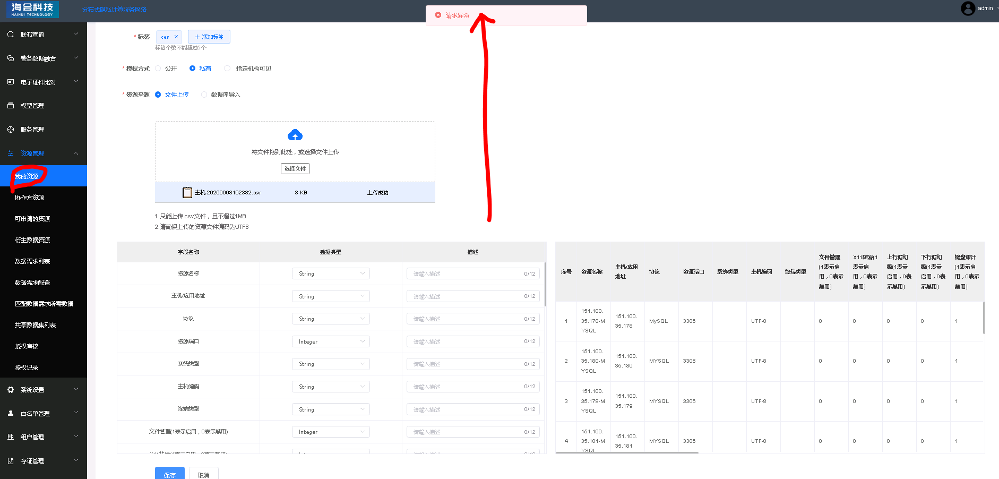 海会科技
HAIHUI TECHNOLOGY
分布式隐私计算服务网络
请求异常
admin
联邦查询
警务数据融合
电子证件比对
模型管理
服务管理
资源管理
我的资源
协作方资源
可申请的资源
衍生数据资源
数据需求列表
数据需求配置
匹配数据需求所需数据
共享数据集列表
授权审核
授权记录
系统设置
白名单管理
租户管理
存证管理
* 标签 ces × + 添加标签
标签个数不能超过5个
* 授权方式 公开 私有 指定机构可见
* 资源来源 文件上传 数据库导入
将文件拖到此处，或选择文件上传
选择文件
主机-20260608102332.csv 3 KB 上传成功
1.只能上传.csv文件，且不超过1MB
2.请确保上传的资源文件编码为UTF8
字段名称 数据类型 描述
资源名称 String 请输入描述 0/12
主机/应用地址 String 请输入描述 0/12
协议 String 请输入描述 0/12
资源端口 Integer 请输入描述 0/12
系统类型 String 请输入描述 0/12
主机编码 String 请输入描述 0/12
终端类型 String 请输入描述 0/12
文件管理(1表示启用，0表示禁用) Integer 请输入描述 0/12
序号 资源名称 主机/应用地址 协议 资源端口 系统类型 主机编码 终端类型 文件管理(1表示启用，0表示禁用) X11转发(1表示启用，0表示禁用) 上行剪切板(1表示启用，0表示禁用) 下行剪切板(1表示启用，0表示禁用) 键盘审计(1表示启用，0表示禁用)
1 151.100.35.178-MYSQL 151.100.35.178 MySQL 3306 UTF-8 0 0 0 0 1
2 151.100.35.180-MYSQL 151.100.35.180 MYSQL 3306 UTF-8 0 0 0 0 1
3 151.100.35.179-MYSQL 151.100.35.179 MYSQL 3306 UTF-8 0 0 0 0 1
4 151.100.35.181-MYSQL 151.100.35.181 MYSQL 3306 UTF-8 0 0 0 0 1
保存 取消